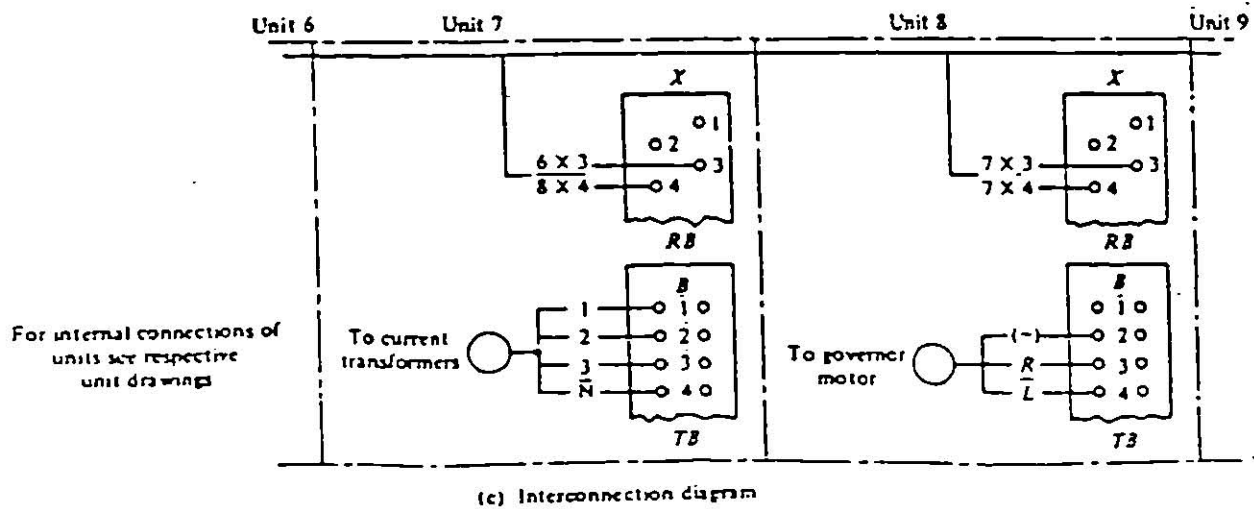 Unit 6
Unit 7
Unit 8
Unit 9
X
1
2
6 X 3
3
8 X 4
4
RB
X
1
2
7 X 3
3
7 X 4
4
RB
For internal connections of
units see respective
unit drawings
To current
transformers
B
1 1
2 2
3 3
N 4
TB
To governor
motor
B
1
(-) 2
R 3
L 4
TB
(c) Interconnection diagram